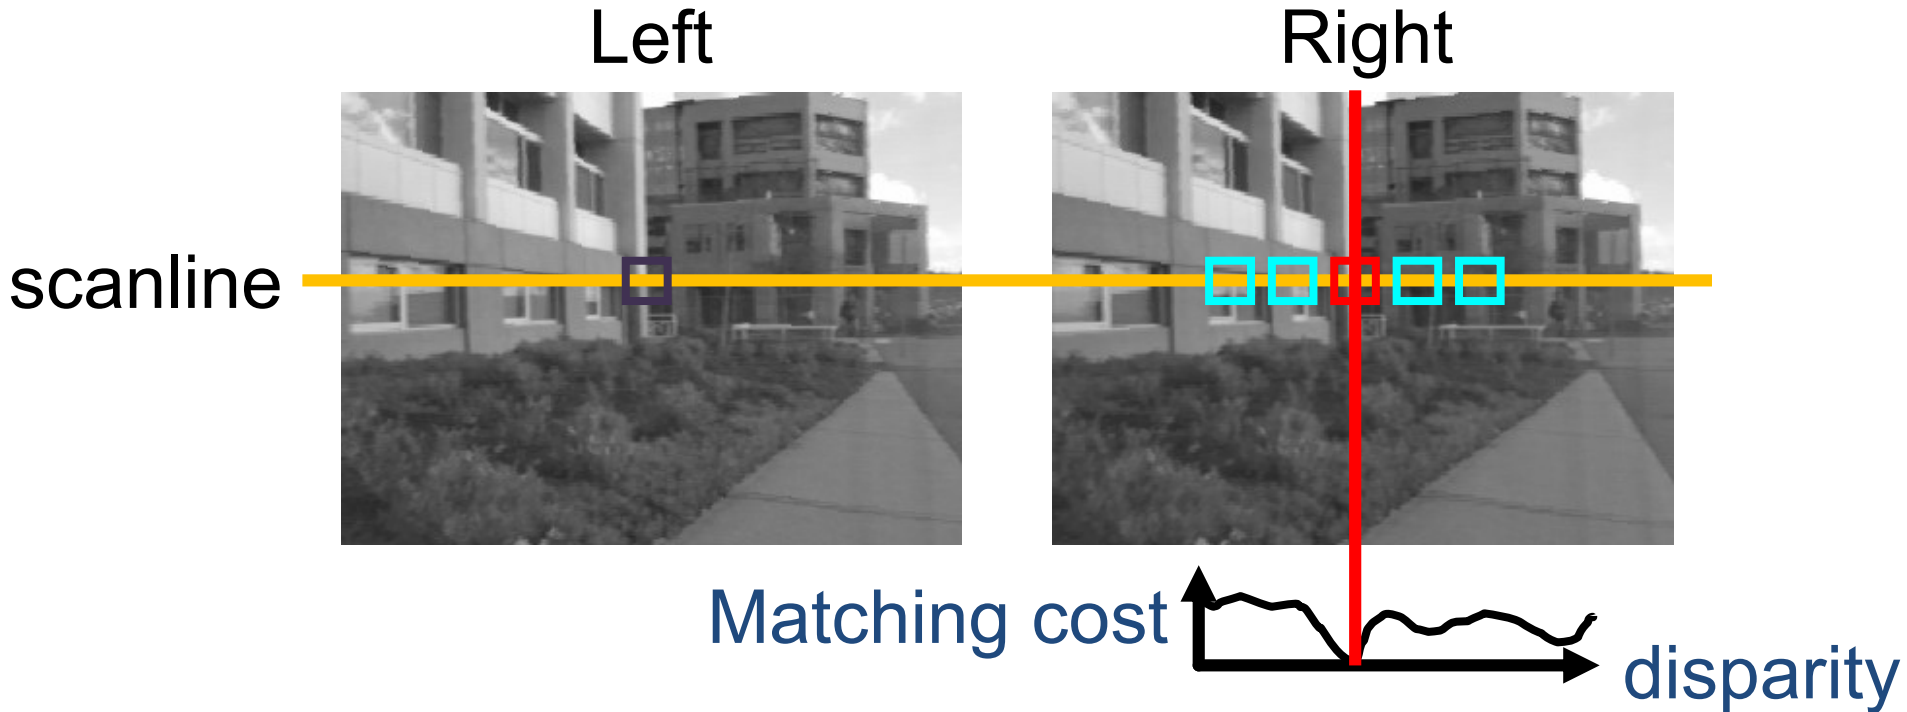 Left
Right
scanline
Matching cost
disparity